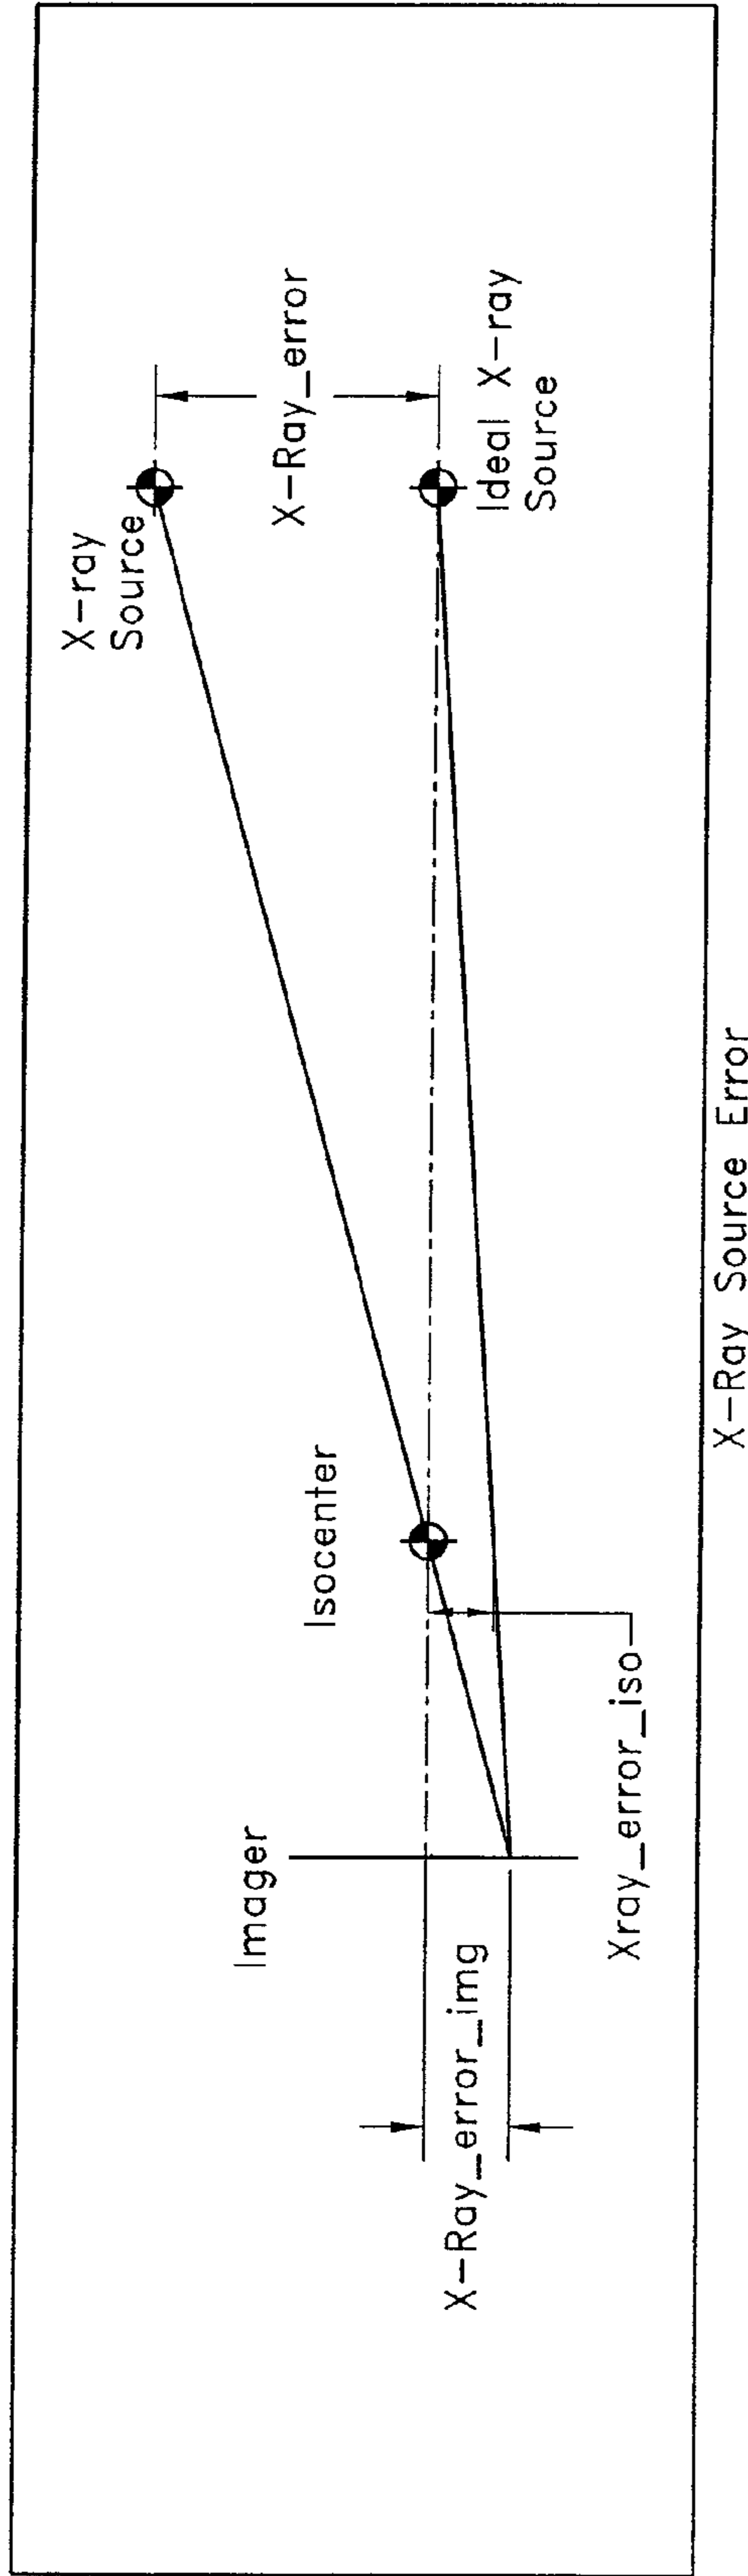 X-ray
Source
X-Ray_error
Ideal X-ray
Source
Isocenter
Imager
X-Ray_error_img
Xray_error_iso
X-Ray Source Error